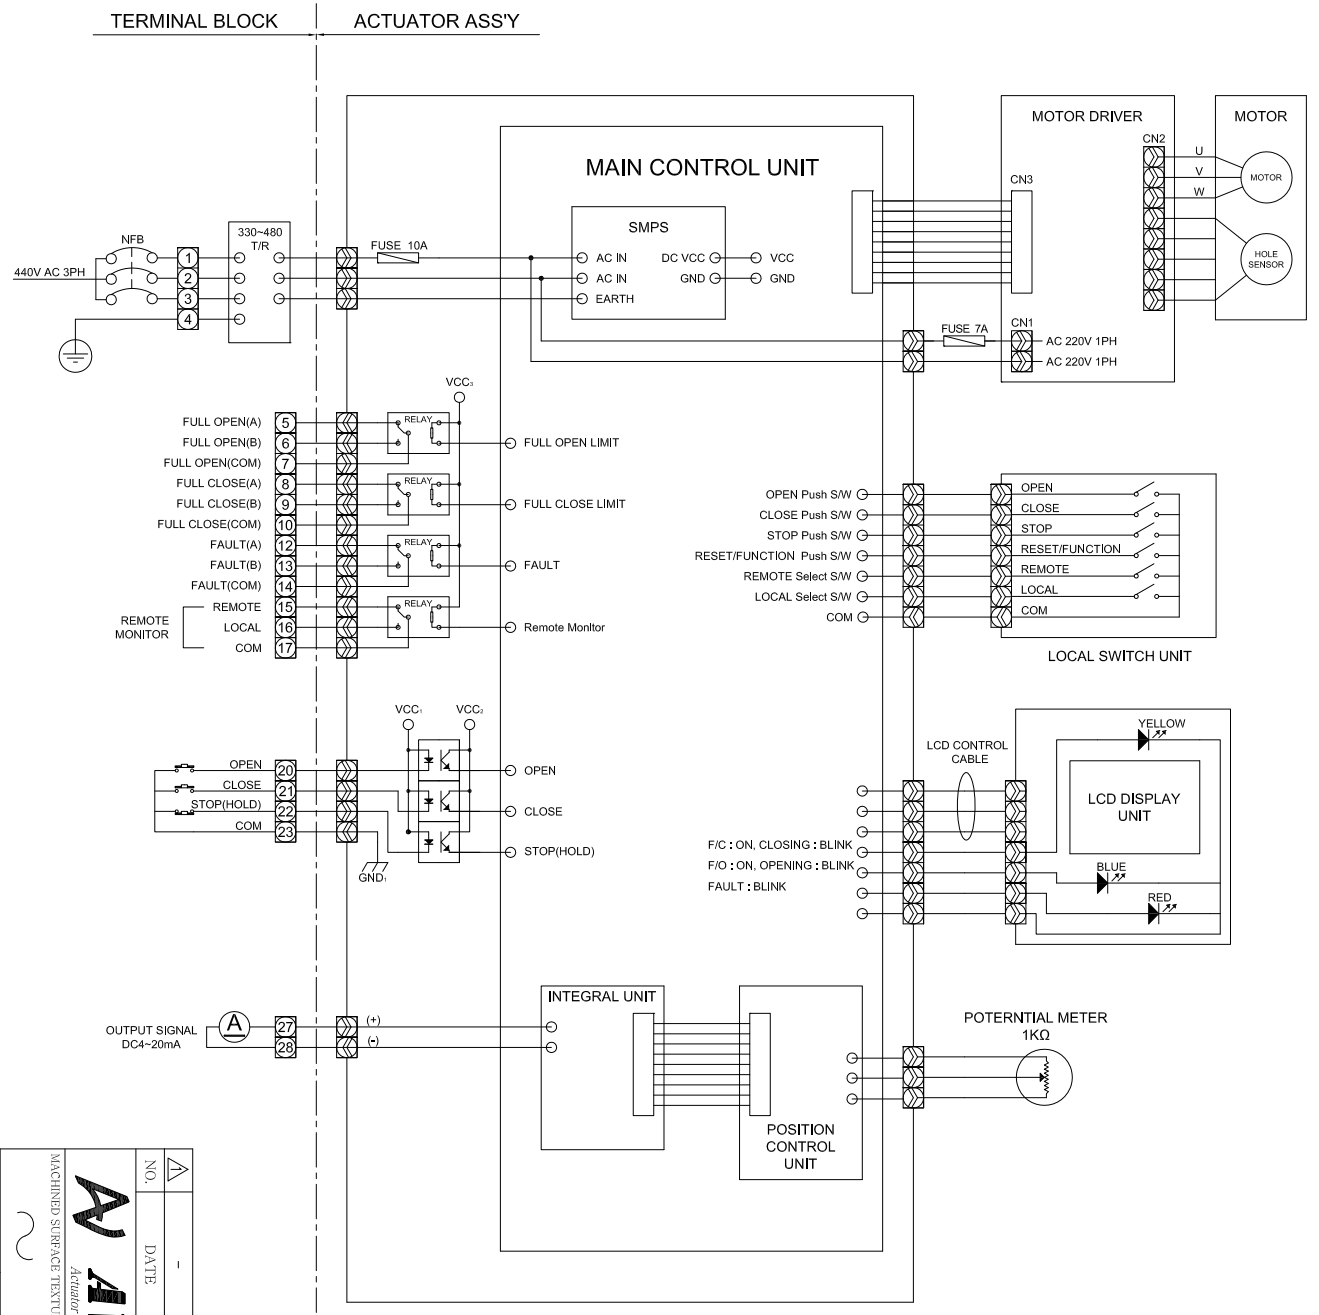 TERMINAL BLOCK
ACTUATOR ASS'Y
MAIN CONTROL UNIT
MOTOR DRIVER
MOTOR
CN2
U
V
W
MOTOR
HOLE
SENSOR
CN3
SMPS
AC IN
DC VCC
VCC
AC IN
GND
GND
EARTH
NFB
440V AC 3PH
1
2
3
4
330~480
T/R
FUSE 10A
FUSE 7A
CN1
AC 220V 1PH
AC 220V 1PH
VCC3
FULL OPEN(A)
5
RELAY
FULL OPEN(B)
6
FULL OPEN LIMIT
FULL OPEN(COM)
7
FULL CLOSE(A)
8
RELAY
FULL CLOSE(B)
9
FULL CLOSE LIMIT
FULL CLOSE(COM)
10
FAULT(A)
12
RELAY
FAULT(B)
13
FAULT
FAULT(COM)
14
REMOTE
MONITOR
REMOTE
15
RELAY
LOCAL
16
Remote Monitor
COM
17
OPEN Push S/W
OPEN
CLOSE Push S/W
CLOSE
STOP Push S/W
STOP
RESET/FUNCTION Push S/W
RESET/FUNCTION
REMOTE Select S/W
REMOTE
LOCAL Select S/W
LOCAL
COM
COM
LOCAL SWITCH UNIT
VCC1
VCC2
OPEN
20
OPEN
CLOSE
21
CLOSE
STOP(HOLD)
22
COM
23
STOP(HOLD)
GND1
LCD CONTROL
CABLE
YELLOW
LCD DISPLAY
UNIT
F/C : ON, CLOSING : BLINK
F/O : ON, OPENING : BLINK
FAULT : BLINK
BLUE
RED
OUTPUT SIGNAL
DC4~20mA
A
27
28
(+)
(-)
INTEGRAL UNIT
POSITION
CONTROL
UNIT
POTERNTIAL METER
1KΩ
1
-
NO.
DATE
Actuator
MACHINED SURFACE TEXTU